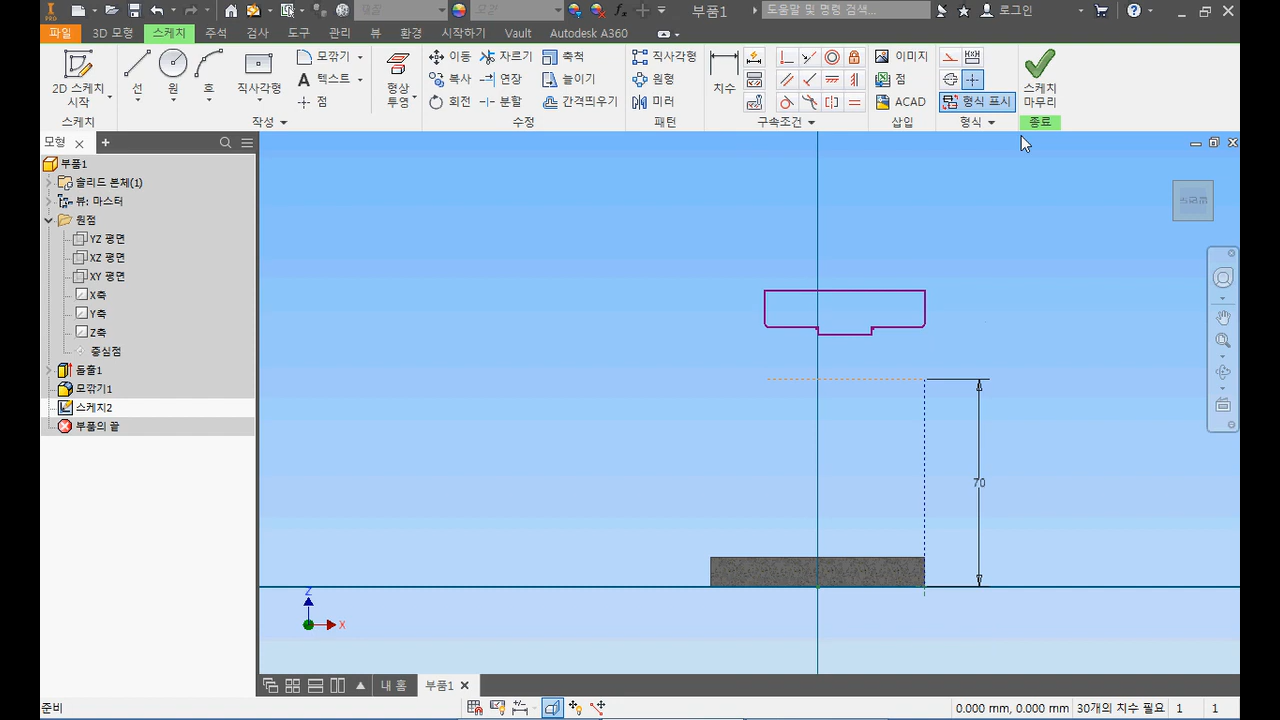 부품1
도움말 및 명령 검색...
로그인
PRO
파일 3D 모형 스케치 주석 검사 도구 관리 뷰 환경 시작하기 Vault Autodesk A360
2D 스케치 시작
선
원
호
직사각형
모깎기
텍스트
점
형상 투영
이동 자르기 축척
복사 연장 늘이기
회전 분할 간격띄우기
직사각형
원형
미러
치수
이미지
점
ACAD
형식 표시
스케치 마무리
스케치 작성 수정 패턴 구속조건 삽입 형식 종료
모형
부품1
솔리드 본체(1)
뷰: 마스터
원점
YZ 평면
XZ 평면
XY 평면
X축
Y축
Z축
중심점
돌출1
모깎기1
스케치2
부품의 끝
70
Z
X
내 홈 부품1
준비
0.000 mm, 0.000 mm 30개의 치수 필요 1 1